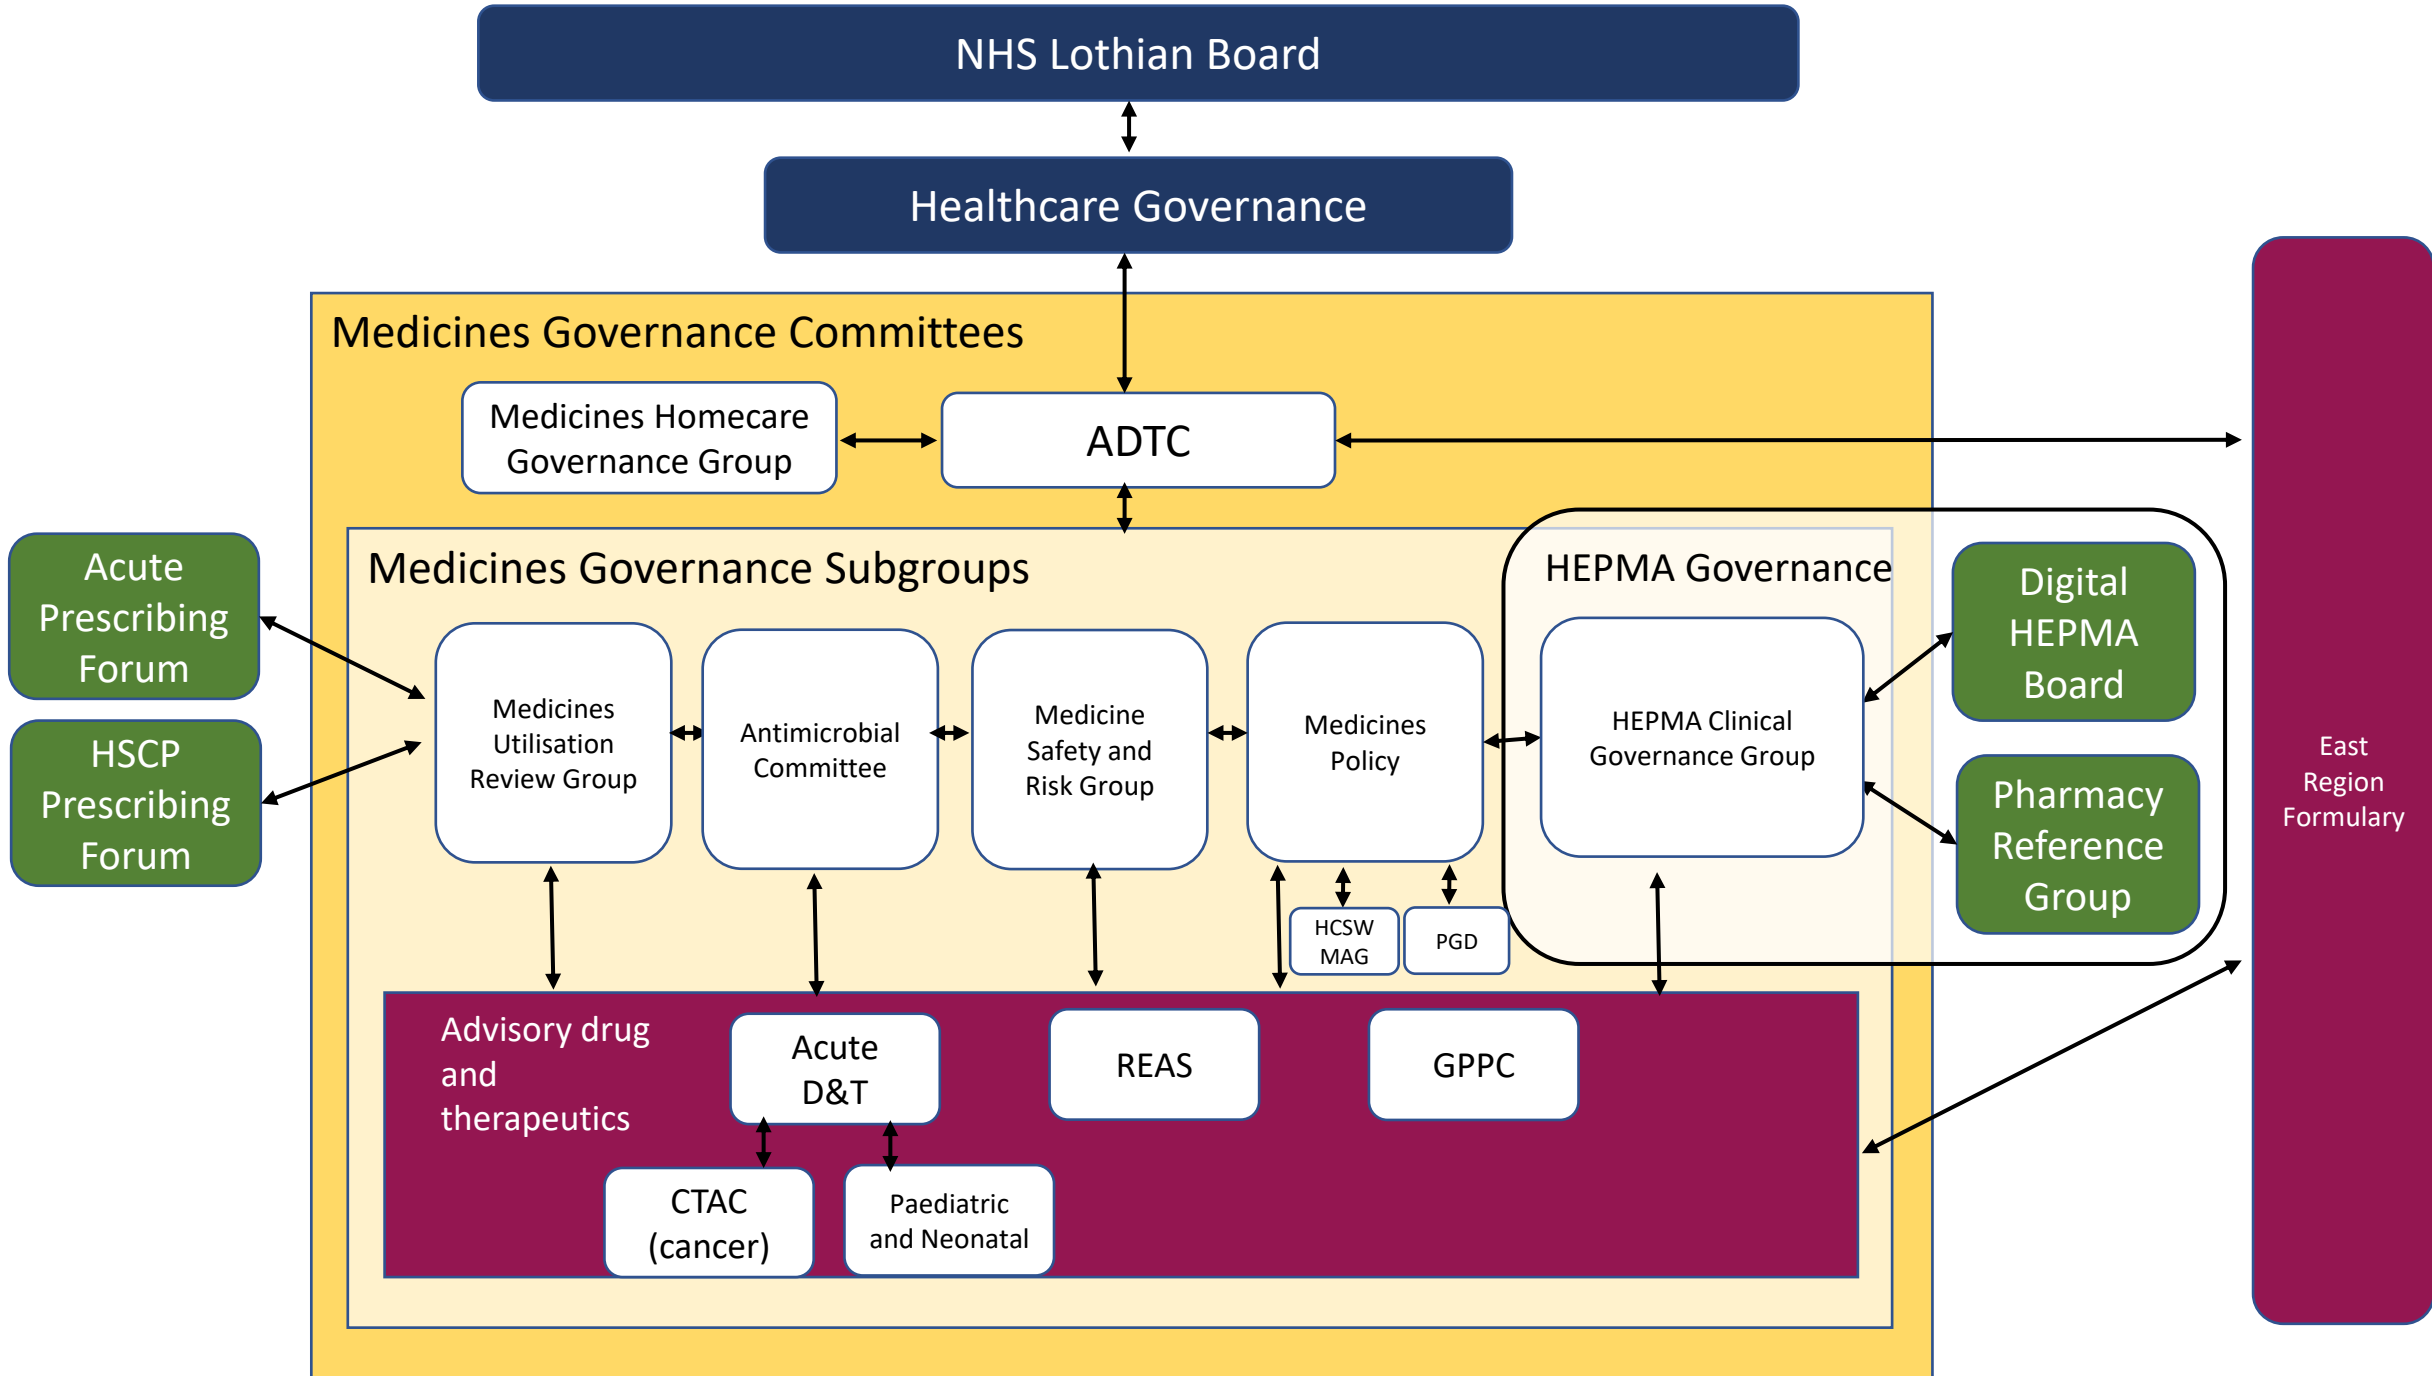 NHS Lothian Board
Healthcare Governance
Medicines Governance Committees
Medicines Homecare
Governance Group
ADTC
Acute
Prescribing
Forum
HSCP
Prescribing
Forum
Medicines Governance Subgroups
HEPMA Governance
Medicines
Utilisation
Review Group
Antimicrobial
Committee
Medicine
Safety and
Risk Group
Medicines
Policy
HEPMA Clinical
Governance Group
Digital
HEPMA
Board
Pharmacy
Reference
Group
East
Region
Formulary
HCSW
MAG
PGD
Advisory drug
and
therapeutics
Acute
D&T
REAS
GPPC
CTAC
(cancer)
Paediatric
and Neonatal